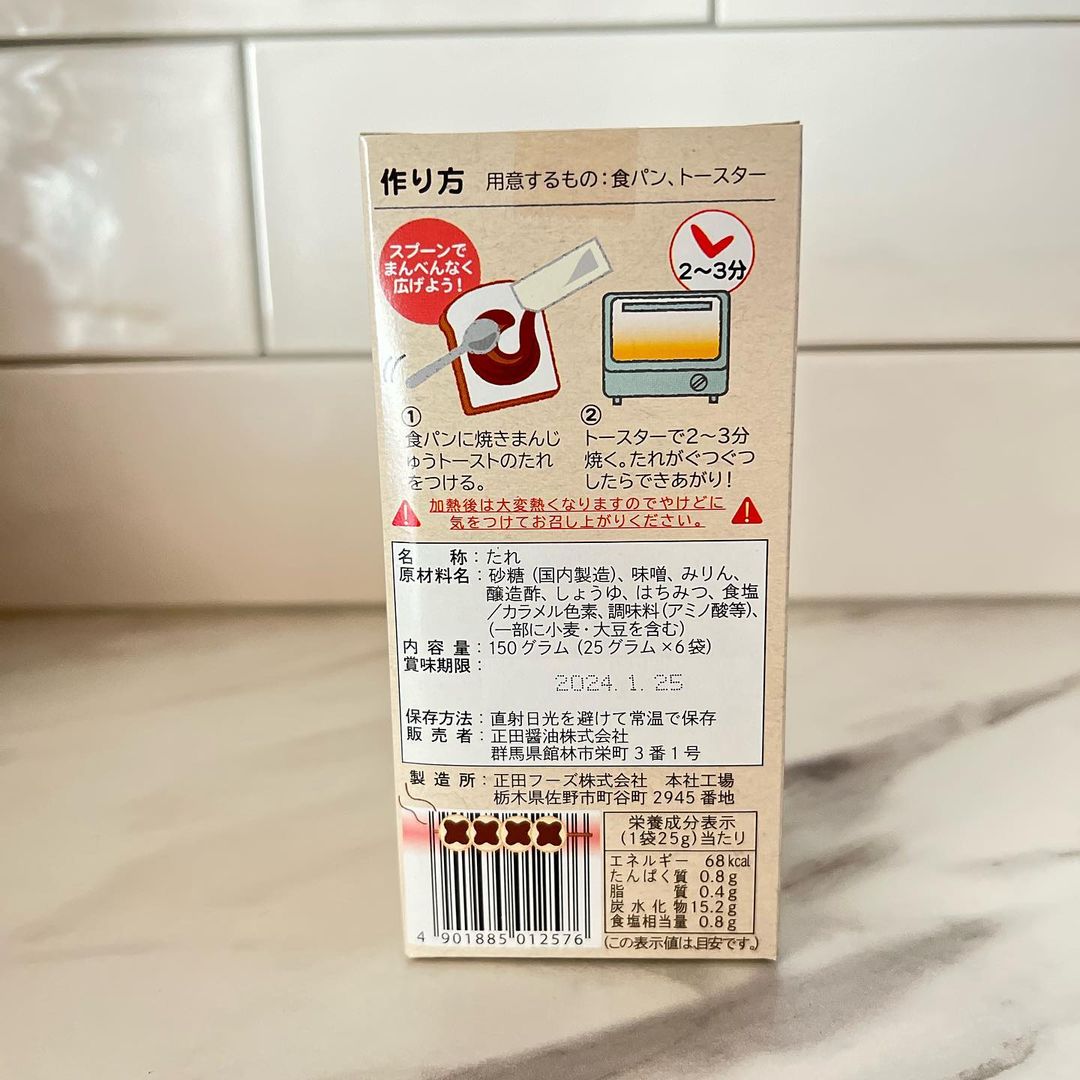 作り方 用意するもの:食パン、トースター
スプーンで
まんべんなく
広げよう!
2〜3分
①
食パンに焼きまんじ
ゅうトーストのたれ
をつける。
②
トースターで2〜3分
焼く。たれがぐつぐつ
したらできあがり!
加熱後は大変熱くなりますのでやけどに
気をつけてお召し上がりください。
名称:たれ
原材料名:砂糖(国内製造)、味噌、みりん、
醸造酢、しょうゆ、はちみつ、食塩
/カラメル色素、調味料(アミノ酸等)、
(一部に小麦・大豆を含む)
内容量:150グラム(25グラム×6袋)
賞味期限:
2024.1.25
保存方法:直射日光を避けて常温で保存
販売者:正田醤油株式会社
群馬県館林市栄町3番1号
製造所:正田フーズ株式会社 本社工場
栃木県佐野市町谷町2945番地
4 901885 012576
栄養成分表示
(1袋25g)当たり
エネルギー 68kcal
たんぱく質 0.8g
脂質 0.4g
炭水化物 15.2g
食塩相当量 0.8g
(この表示値は、目安です。)